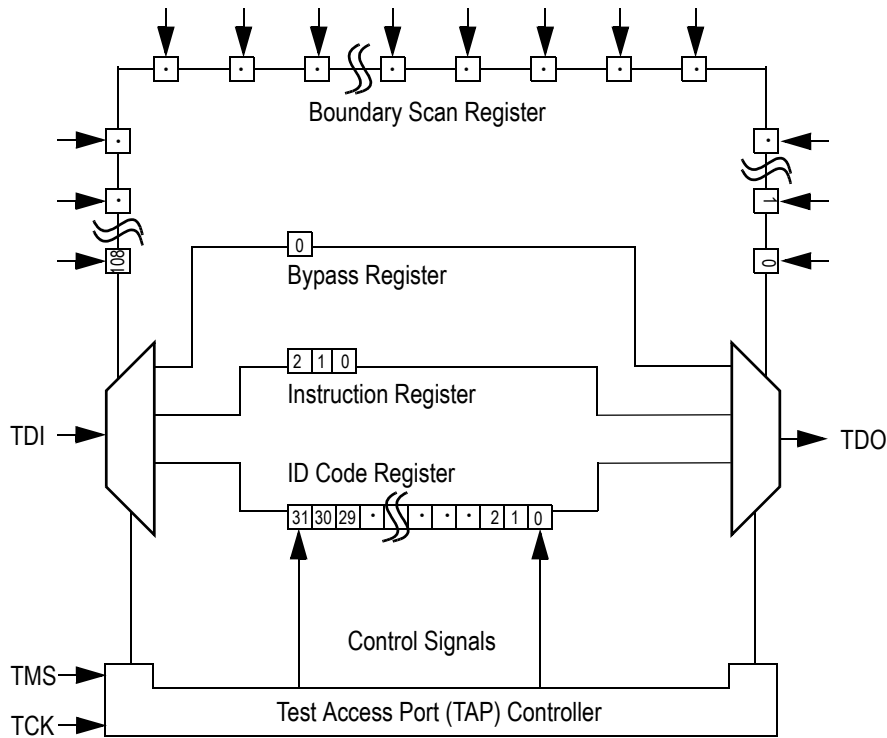 Boundary Scan Register
1
108
0
0
Bypass Register
2 1 0
Instruction Register
TDI
TDO
ID Code Register
31 30 29 · · · · 2 1 0
Control Signals
TMS
Test Access Port (TAP) Controller
TCK